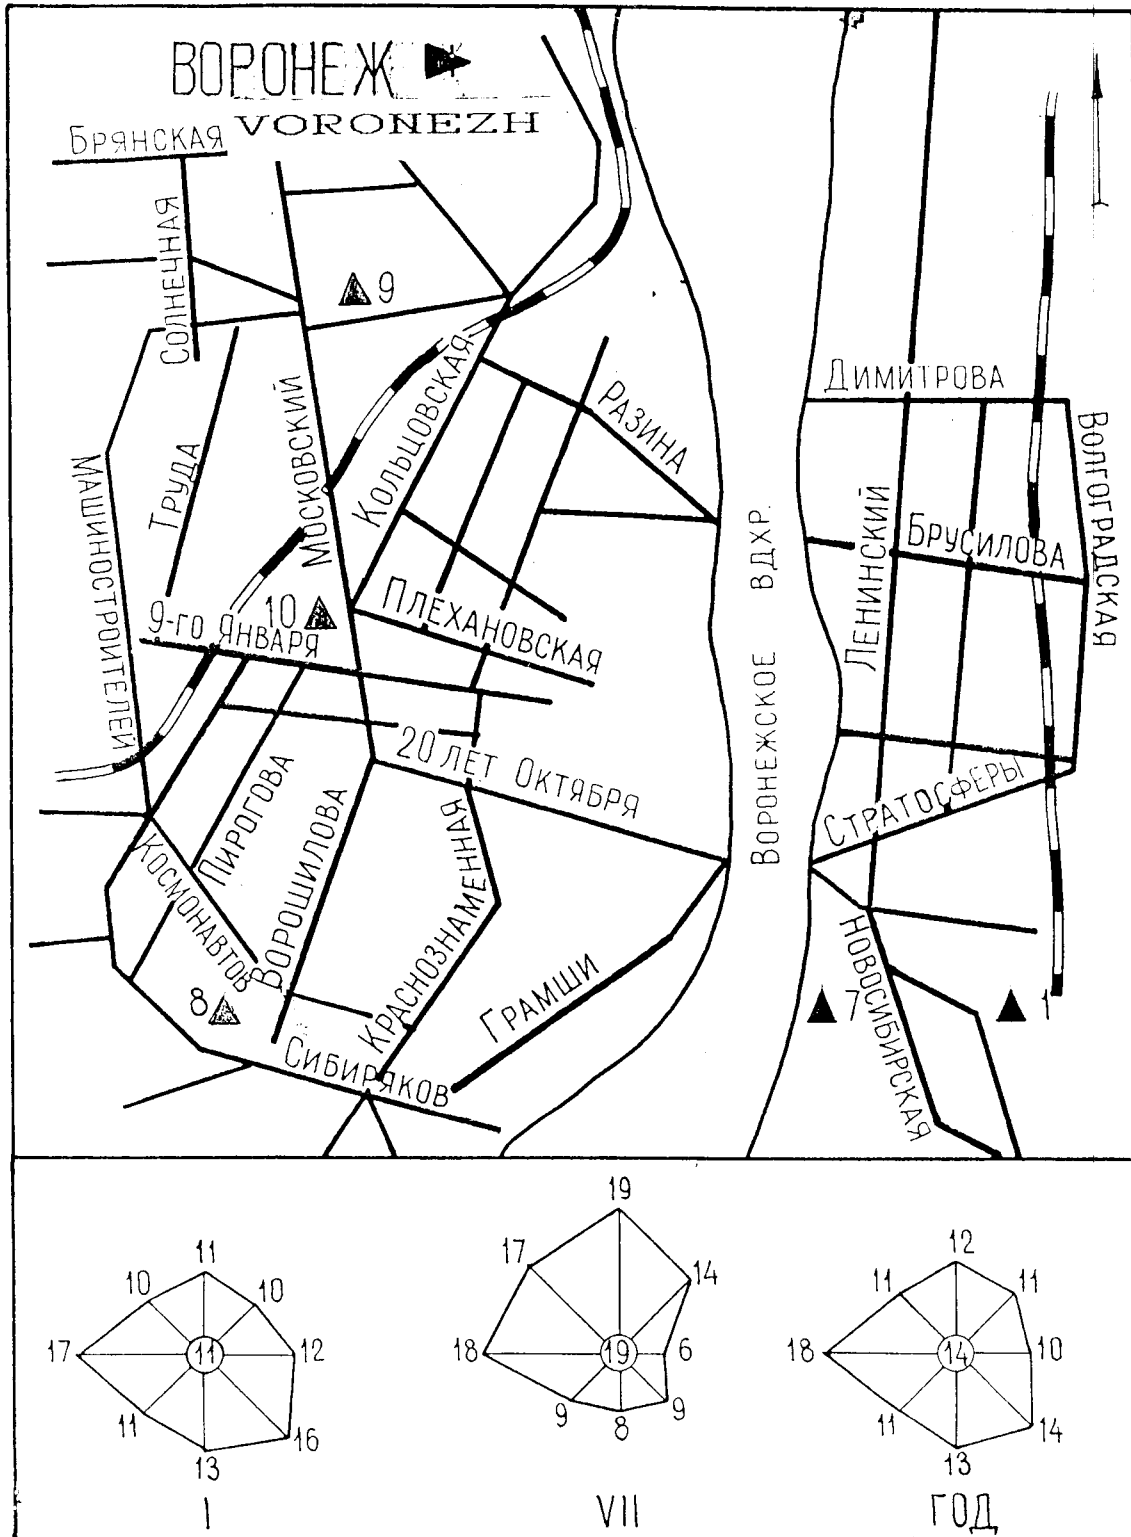 ВОРОНЕЖ
VORONEZH
БРЯНСКАЯ
СОЛНЕЧНАЯ
9
МОСКОВСКИЙ
КОЛЬЦОВСКАЯ
РАЗИНА
ДИМИТРОВА
ТРУДА
МАШИНОСТРОИТЕЛЕЙ
ЛЕНИНСКИЙ
БРУСИЛОВА
ВОЛГОГРАДСКАЯ
10
9-ГО ЯНВАРЯ
ПЛЕХАНОВСКАЯ
ВОРОНЕЖСКОЕ ВДХР.
20 ЛЕТ ОКТЯБРЯ
ПИРОГОВА
КОСМОНАВТОВ
ВОРОШИЛОВА
КРАСНОЗНАМЕННАЯ
СТРАТОСФЕРЫ
ГРАМШИ
НОВОСИБИРСКАЯ
8
7
1
СИБИРЯКОВ
11
10
10
17
11
12
11
16
13
I
19
17
14
18
19
6
9
9
8
VII
12
11
11
18
14
10
11
14
13
ГОД